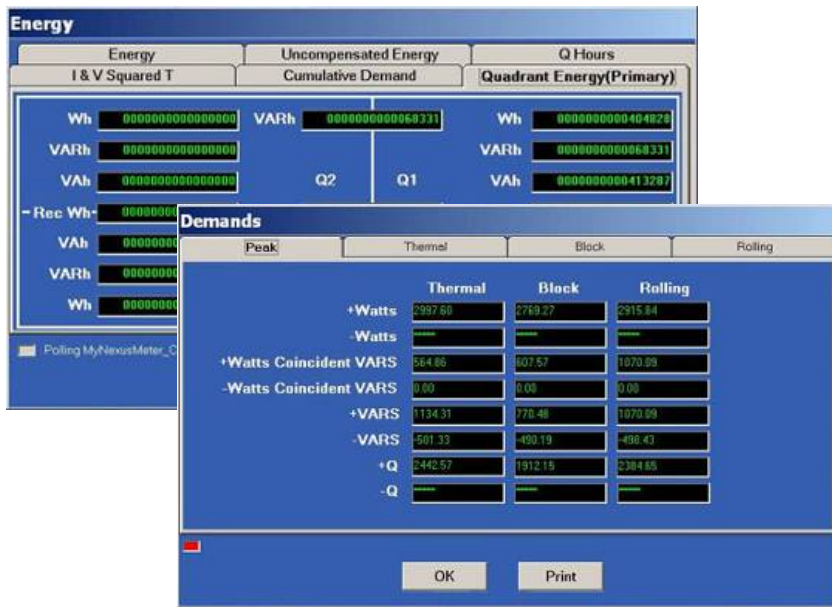 Energy
Energy Uncompensated Energy Q Hours
I & V Squared T Cumulative Demand Quadrant Energy(Primary)
Wh 0000000000000000 VARh 0000000000068331 Wh 0000000000404828
VARh 0000000000000000 VARh 0000000000068331
VAh 0000000000000000 Q2 Q1 VAh 0000000000413287
- Rec Wh-
VAh
VARh
Wh
Polling MyNexusMeter_C
Demands
Peak Thermal Block Rolling
Thermal Block Rolling
+Watts 2997.60 2769.27 2915.84
-Watts ----- ----- -----
+Watts Coincident VARS 564.86 607.57 1070.09
-Watts Coincident VARS 0.00 0.00 0.00
+VARS 1134.31 770.48 1070.09
-VARS -501.33 -490.19 -498.43
+Q 2442.57 1912.15 2384.65
-Q ----- ----- -----
OK Print